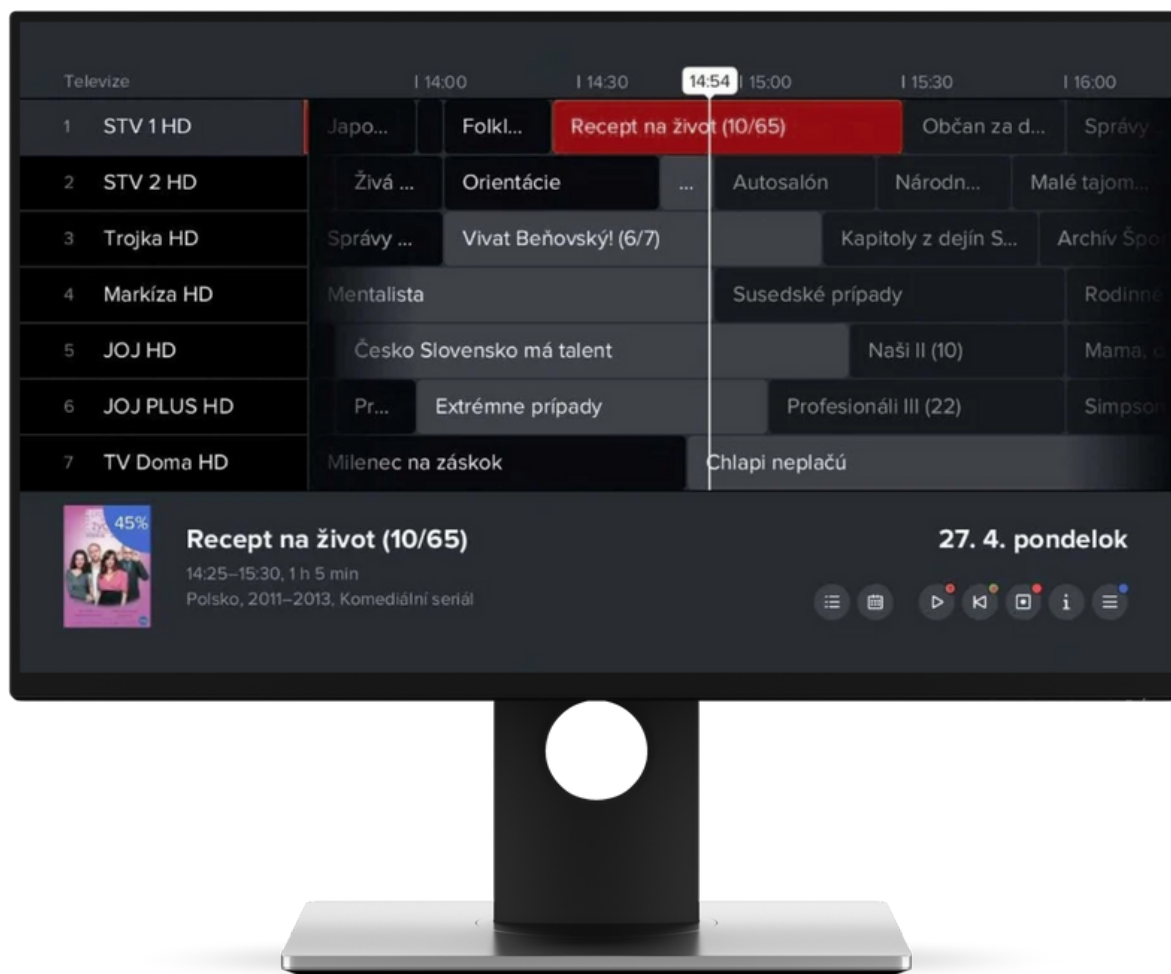 Televize 14:00 14:30 14:54 15:00 15:30 16:00
1 STV 1 HD Japo... Folkl... Recept na život (10/65) Občan za d... Správy
2 STV 2 HD Živá ... Orientácie ... Autosalón Národn... Malé tajom...
3 Trojka HD Správy ... Vivat Beňovský! (6/7) Kapitoly z dejín S... Archív Špo
4 Markíza HD Mentalista Susedské prípady Rodinné
5 JOJ HD Česko Slovensko má talent Naši II (10) Mama,
6 JOJ PLUS HD Pr... Extrémne prípady Profesionáli III (22) Simpson
7 TV Doma HD Milenec na záskok Chlapi neplačú
45%
Recept na život (10/65) 27. 4. pondelok
14:25–15:30, 1 h 5 min
Polsko, 2011–2013, Komediální seriál